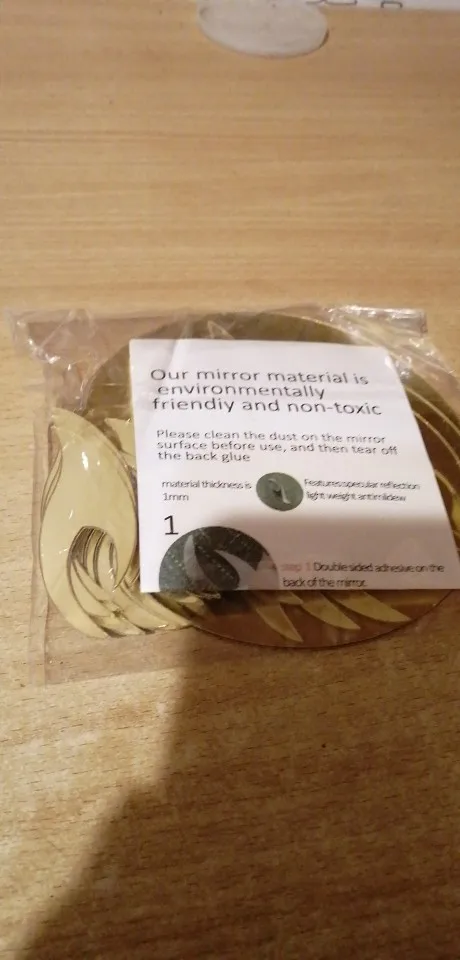 Our mirror material is
environmentally
friendiy and non-toxic
Please clean the dust on the mirror
surface before use, and then tear off
the back glue
material thickness is
1mm
Features:specular reflection
light weight antimildew
1
step 1 Double sided adhesive on the
back of the mirror.